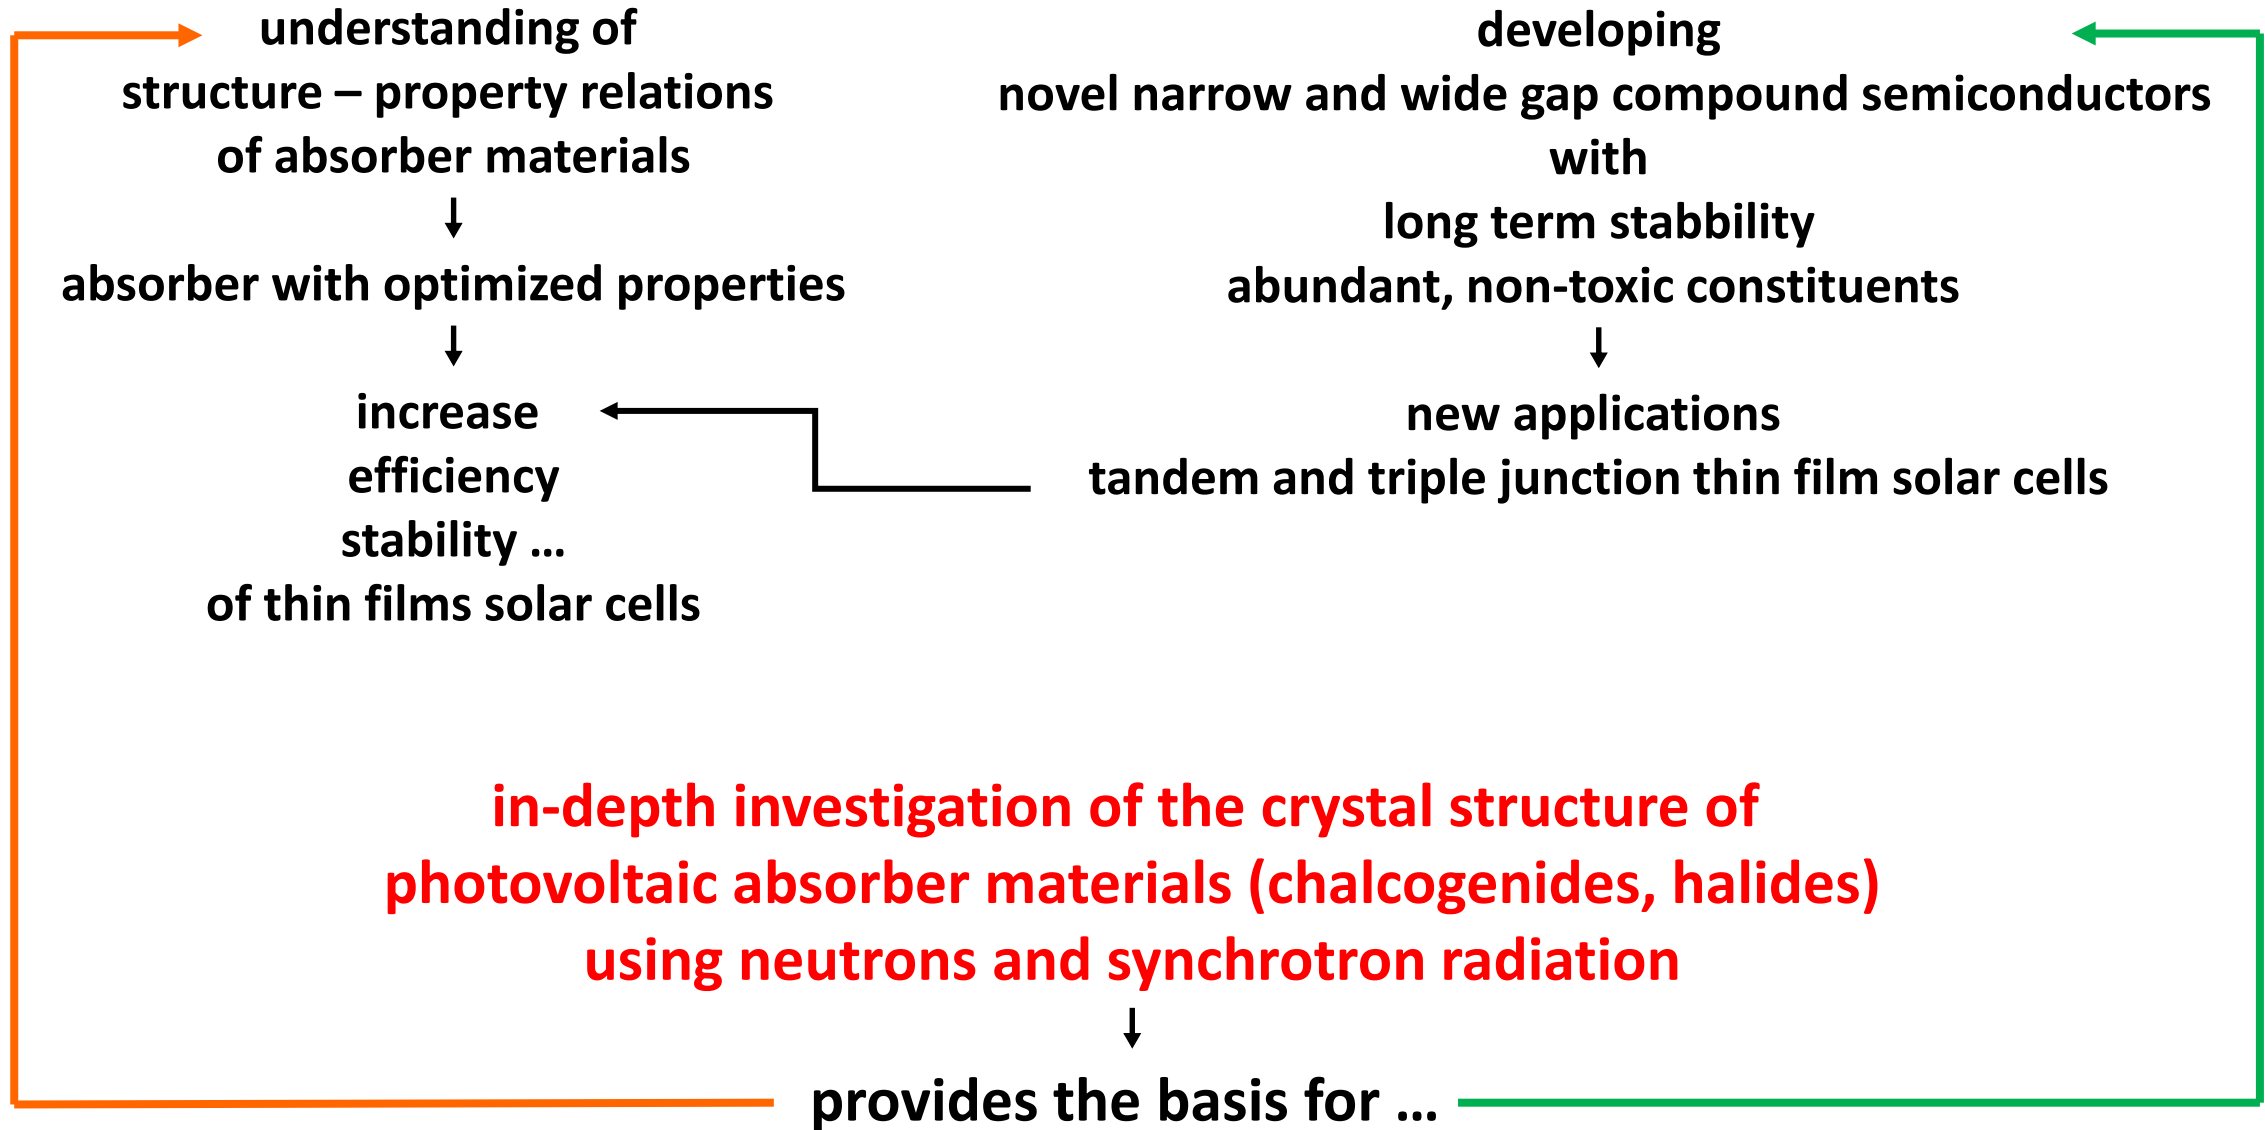 understanding of
structure – property relations
of absorber materials
absorber with optimized properties
increase
efficiency
stability ...
of thin films solar cells
developing
novel narrow and wide gap compound semiconductors
with
long term stabbility
abundant, non-toxic constituents
new applications
tandem and triple junction thin film solar cells
in-depth investigation of the crystal structure of
photovoltaic absorber materials (chalcogenides, halides)
using neutrons and synchrotron radiation
provides the basis for ...